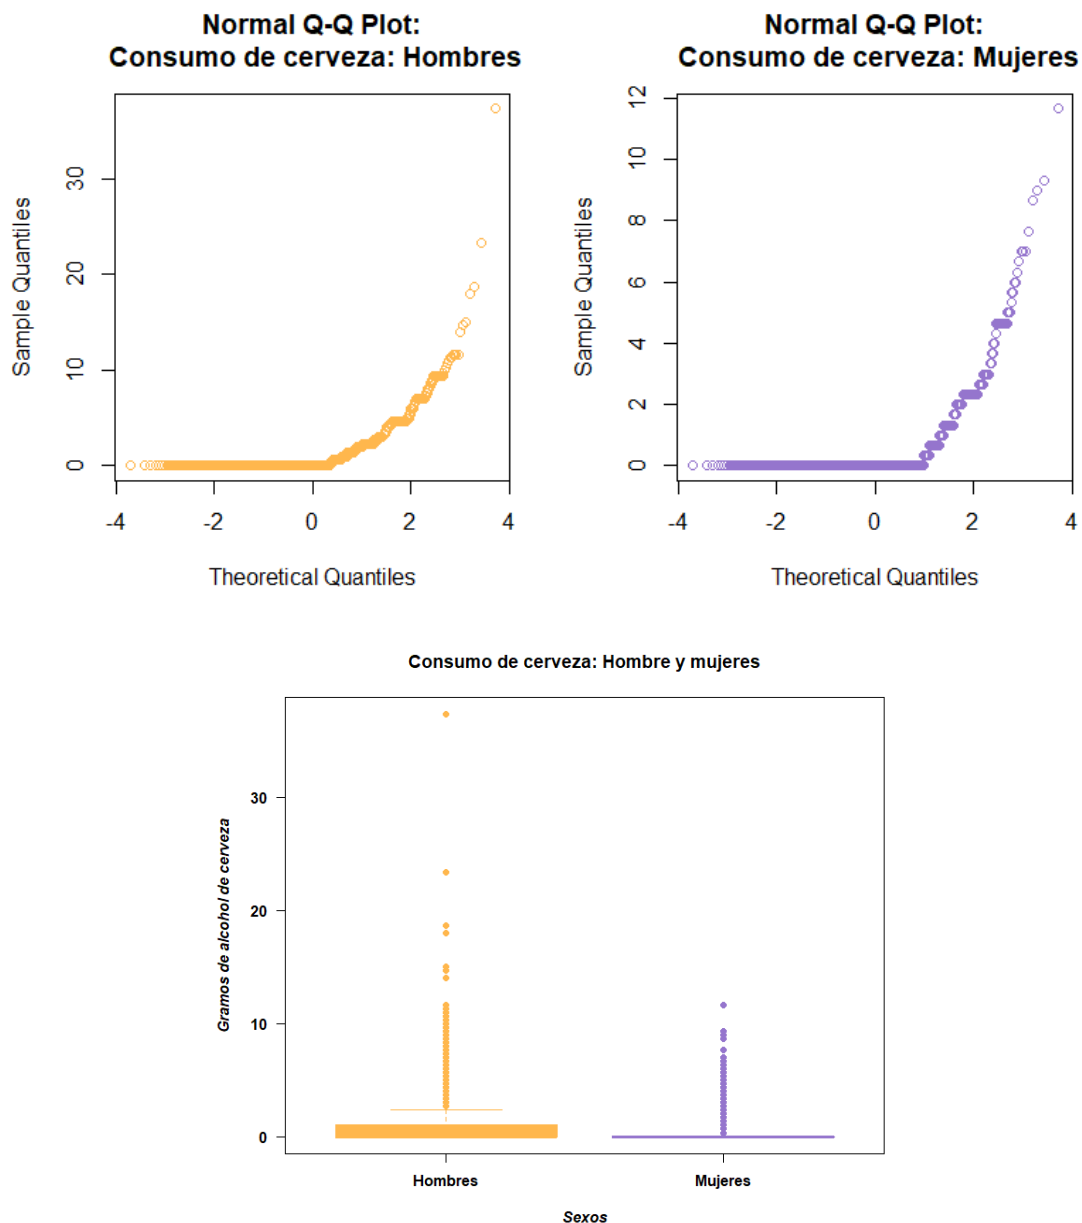 Normal Q-Q Plot:
Consumo de cerveza: Hombres
Sample Quantiles
30
20
10
0
-4 -2 0 2 4
Theoretical Quantiles
Normal Q-Q Plot:
Consumo de cerveza: Mujeres
Sample Quantiles
12
10
8
6
4
2
0
-4 -2 0 2 4
Theoretical Quantiles
Consumo de cerveza: Hombre y mujeres
Gramos de alcohol de cerveza
30
20
10
0
Hombres Mujeres
Sexos